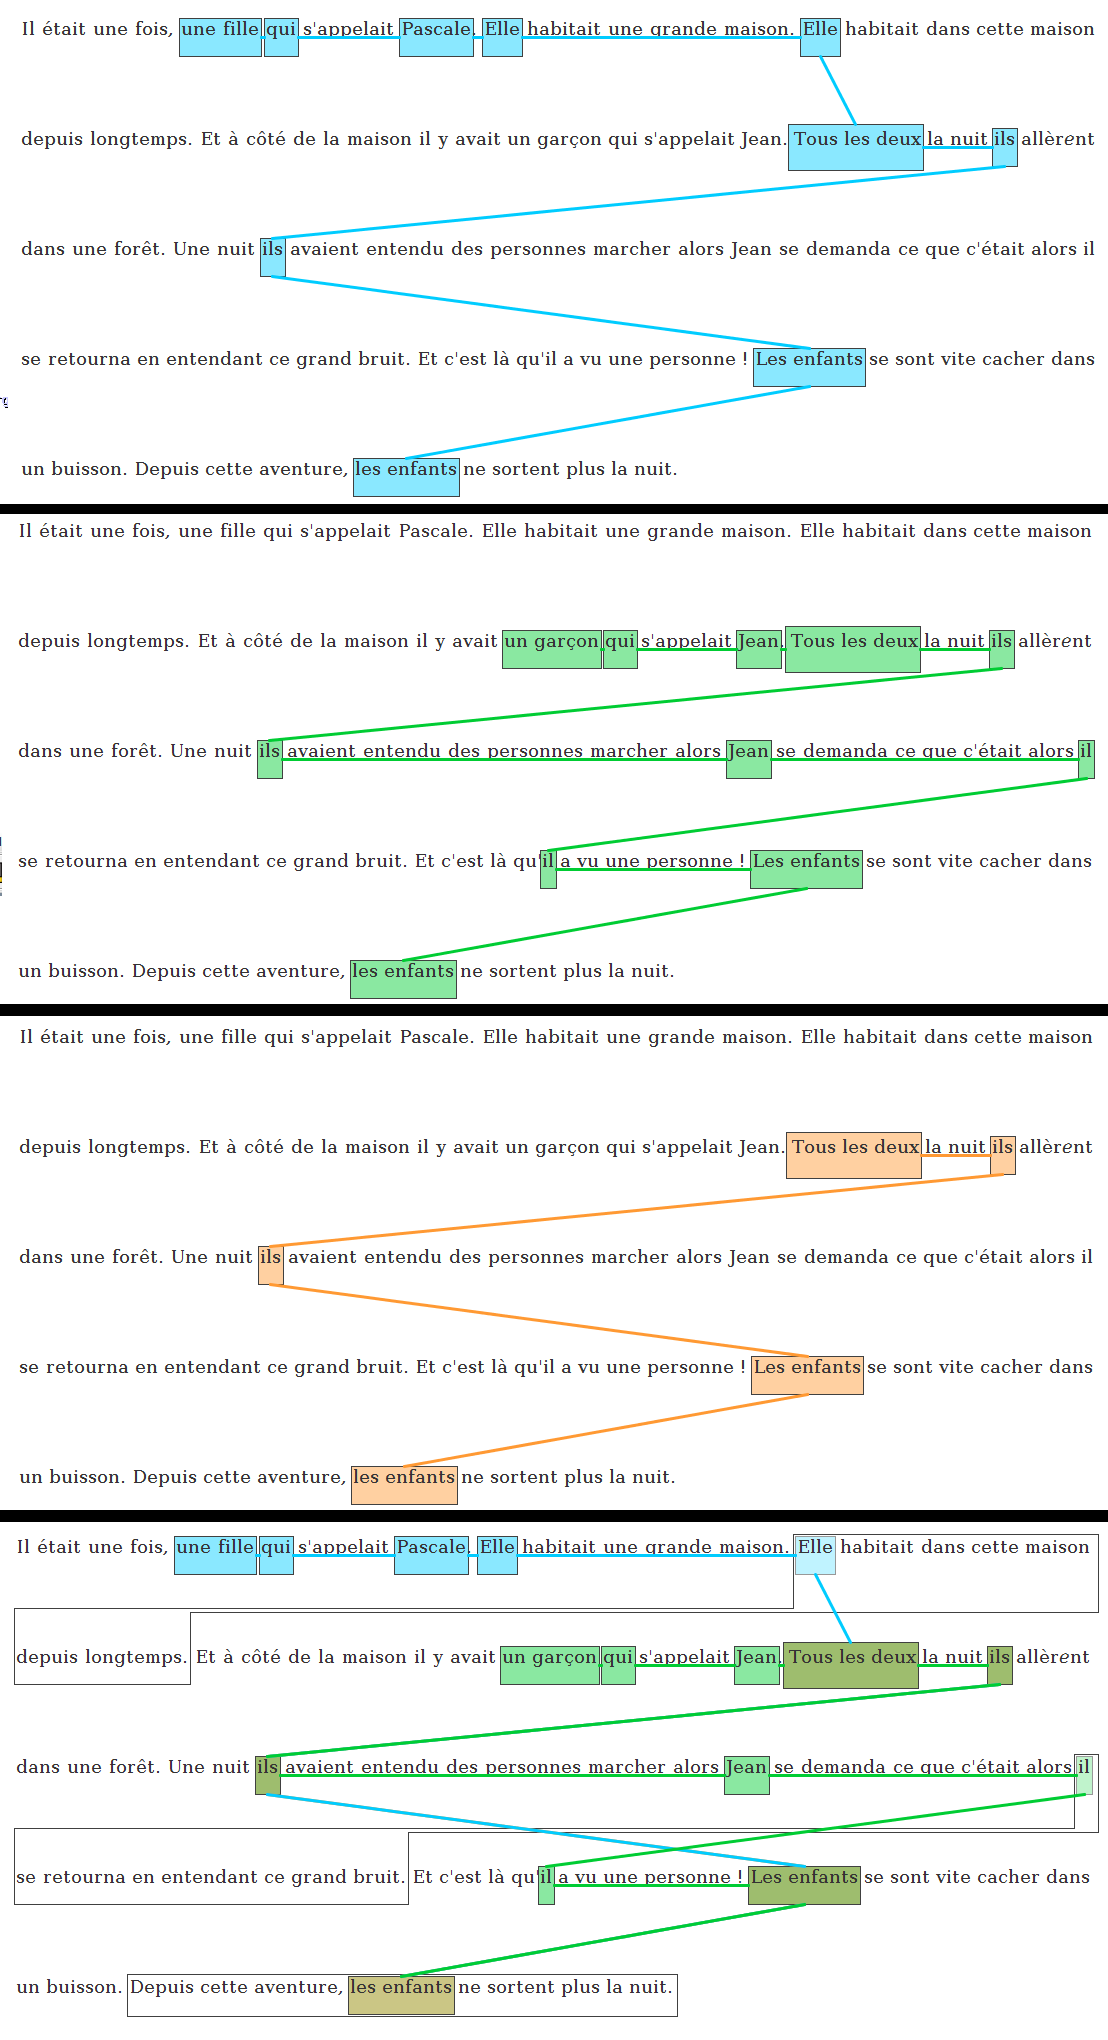 Il était une fois, une fille qui s'appelait Pascale. Elle habitait une grande maison. Elle habitait dans cette maison
depuis longtemps. Et à côté de la maison il y avait un garçon qui s'appelait Jean. Tous les deux la nuit ils allèrent
dans une forêt. Une nuit ils avaient entendu des personnes marcher alors Jean se demanda ce que c'était alors il
se retourna en entendant ce grand bruit. Et c'est là qu'il a vu une personne ! Les enfants se sont vite cacher dans
un buisson. Depuis cette aventure, les enfants ne sortent plus la nuit.
Il était une fois, une fille qui s'appelait Pascale. Elle habitait une grande maison. Elle habitait dans cette maison
depuis longtemps. Et à côté de la maison il y avait un garçon qui s'appelait Jean. Tous les deux la nuit ils allèrent
dans une forêt. Une nuit ils avaient entendu des personnes marcher alors Jean se demanda ce que c'était alors il
se retourna en entendant ce grand bruit. Et c'est là qu'il a vu une personne ! Les enfants se sont vite cacher dans
un buisson. Depuis cette aventure, les enfants ne sortent plus la nuit.
Il était une fois, une fille qui s'appelait Pascale. Elle habitait une grande maison. Elle habitait dans cette maison
depuis longtemps. Et à côté de la maison il y avait un garçon qui s'appelait Jean. Tous les deux la nuit ils allèrent
dans une forêt. Une nuit ils avaient entendu des personnes marcher alors Jean se demanda ce que c'était alors il
se retourna en entendant ce grand bruit. Et c'est là qu'il a vu une personne ! Les enfants se sont vite cacher dans
un buisson. Depuis cette aventure, les enfants ne sortent plus la nuit.
Il était une fois, une fille qui s'appelait Pascale. Elle habitait une grande maison. Elle habitait dans cette maison
depuis longtemps. Et à côté de la maison il y avait un garçon qui s'appelait Jean. Tous les deux la nuit ils allèrent
dans une forêt. Une nuit ils avaient entendu des personnes marcher alors Jean se demanda ce que c'était alors il
se retourna en entendant ce grand bruit. Et c'est là qu'il a vu une personne ! Les enfants se sont vite cacher dans
un buisson. Depuis cette aventure, les enfants ne sortent plus la nuit.